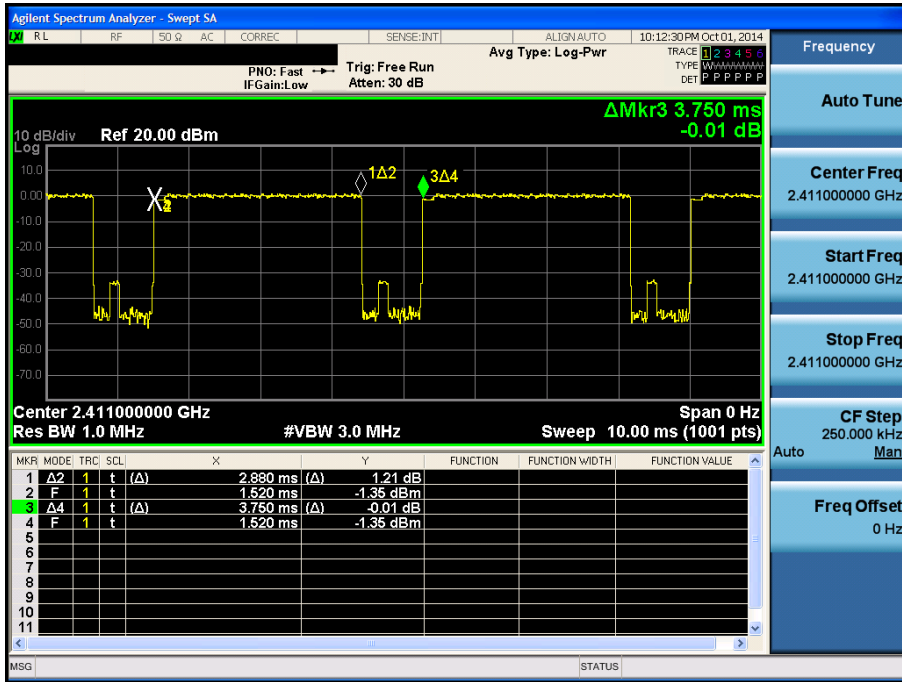 Agilent Spectrum Analyzer - Swept SA
LXI RL RF 50 Ω AC CORREC SENSE:INT ALIGN AUTO 10:12:30 PM Oct 01, 2014
Avg Type: Log-Pwr TRACE 1 2 3 4 5 6
PNO: Fast Trig: Free Run TYPE WWWWWW
IFGain:Low Atten: 30 dB DET P P P P P P
ΔMkr3 3.750 ms
10 dB/div Ref 20.00 dBm -0.01 dB
Log
10.0
0.00
-10.0
-20.0
-30.0
-40.0
-50.0
-60.0
-70.0
1Δ2
3Δ4
Center 2.411000000 GHz Span 0 Hz
Res BW 1.0 MHz #VBW 3.0 MHz Sweep 10.00 ms (1001 pts)
MKR MODE TRC SCL X Y FUNCTION FUNCTION WIDTH FUNCTION VALUE
1 Δ2 1 t (Δ) 2.880 ms (Δ) 1.21 dB
2 F 1 t 1.520 ms -1.35 dBm
3 Δ4 1 t (Δ) 3.750 ms (Δ) -0.01 dB
4 F 1 t 1.520 ms -1.35 dBm
5
6
7
8
9
10
11
MSG STATUS
Frequency
Auto Tune
Center Freq
2.411000000 GHz
Start Freq
2.411000000 GHz
Stop Freq
2.411000000 GHz
CF Step
250.000 kHz
Auto Man
Freq Offset
0 Hz